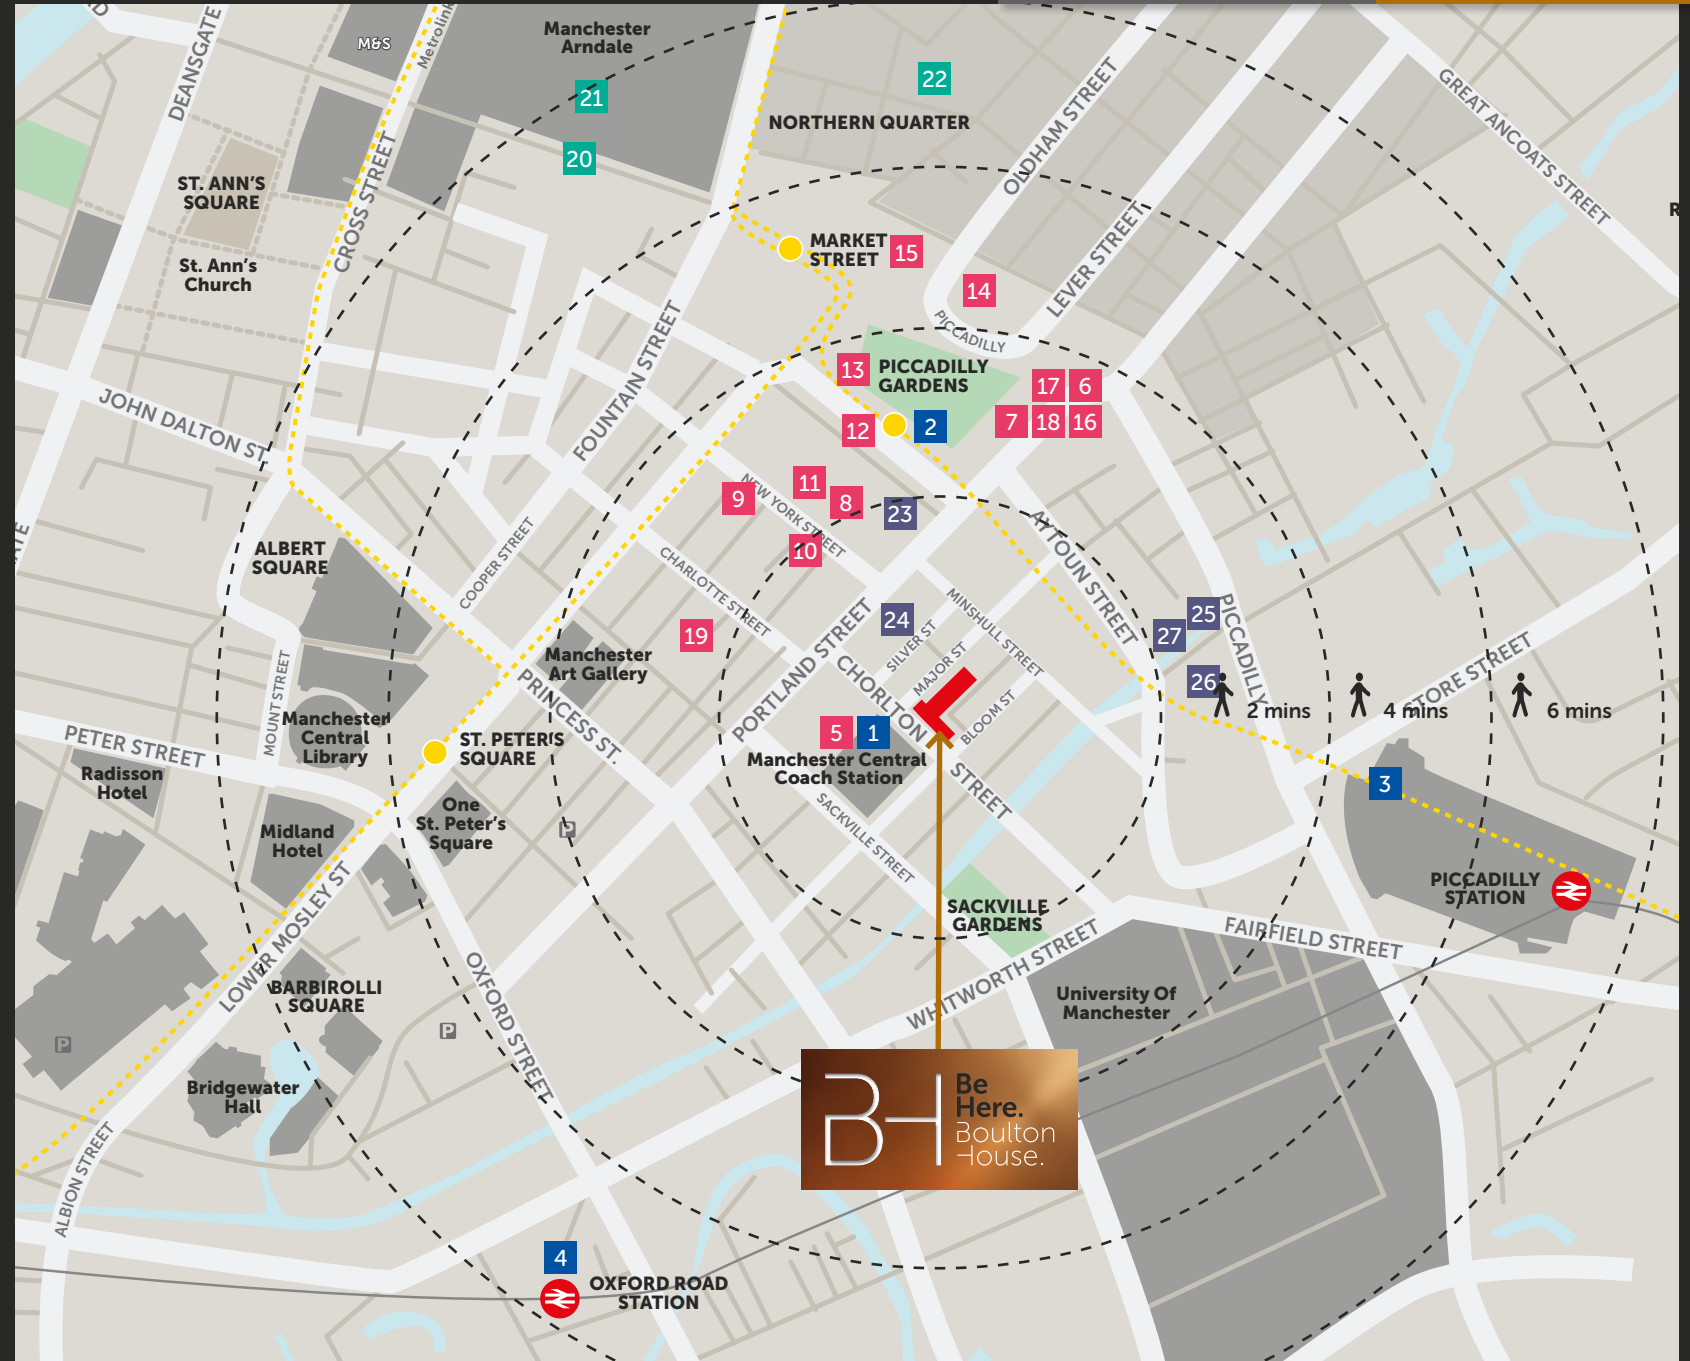 M&S
Metrolink
Manchester
Arndale
DEANSGATE
21
22
20
NORTHERN QUARTER
OLDHAM STREET
GREAT ANCOATS STREET
ST. ANN'S
SQUARE
CROSS STREET
St. Ann's
Church
MARKET
STREET
15
14
LEVER STREET
PICCADILLY
FOUNTAIN STREET
13
PICCADILLY
GARDENS
17
6
7
18
16
12
2
JOHN DALTON ST.
NEW YORK STREET
9
11
8
10
23
AYTOUN STREET
ALBERT
SQUARE
COOPER STREET
CHARLOTTE STREET
MINSHULL STREET
PICCADILLY
25
27
26
24
19
SILVER ST
MAJOR ST
BLOOM ST
PORTLAND STREET
CHORLTON
STREET
STORE STREET
2 mins
4 mins
6 mins
MOUNT STREET
Manchester
Art Gallery
PRINCESS ST.
Manchester
Central
Library
ST. PETER'S
SQUARE
PETER STREET
Radisson
Hotel
5
1
Manchester Central
Coach Station
3
SACKVILLE STREET
One
St. Peter's
Square
P
Midland
Hotel
LOWER MOSLEY ST
PICCADILLY
STATION
SACKVILLE
GARDENS
WHITWORTH STREET
FAIRFIELD STREET
OXFORD STREET
BARBIROLLI
SQUARE
University Of
Manchester
P
P
Bridgewater
Hall
BH
Be
Here.
Boulton
House.
ALBION STREET
4
OXFORD ROAD
STATION